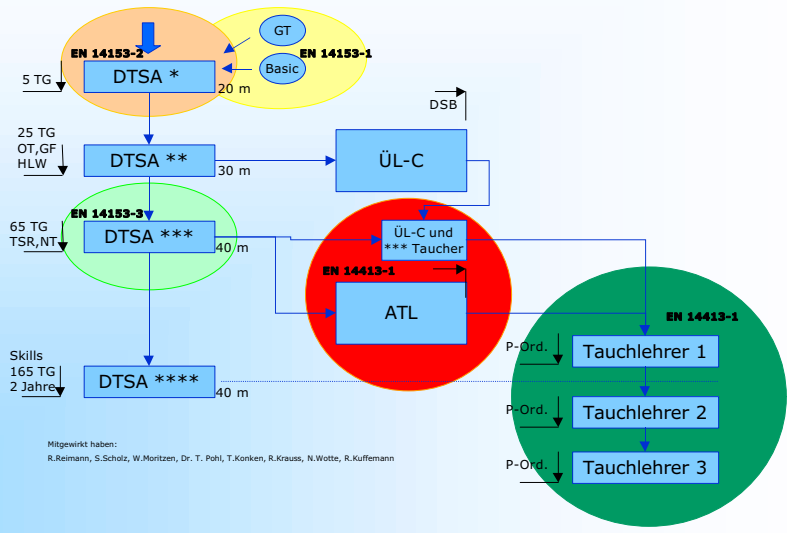 GT
EN 14153-2
EN 14153-1
Basic
DTSA *
5 TG
20 m
DSB
25 TG
OT,GF
HLW
DTSA **
30 m
ÜL-C
EN 14153-3
65 TG
TSR,NT
DTSA ***
40 m
ÜL-C und
*** Taucher
EN 14413-1
ATL
EN 14413-1
P-Ord.
Tauchlehrer 1
Skills
165 TG
2 Jahre
DTSA ****
40 m
P-Ord.
Tauchlehrer 2
Mitgewirkt haben:
R.Reimann, S.Scholz, W.Moritzen, Dr. T. Pohl, T.Konken, R.Krauss, N.Wotte, R.Kuffemann
P-Ord.
Tauchlehrer 3